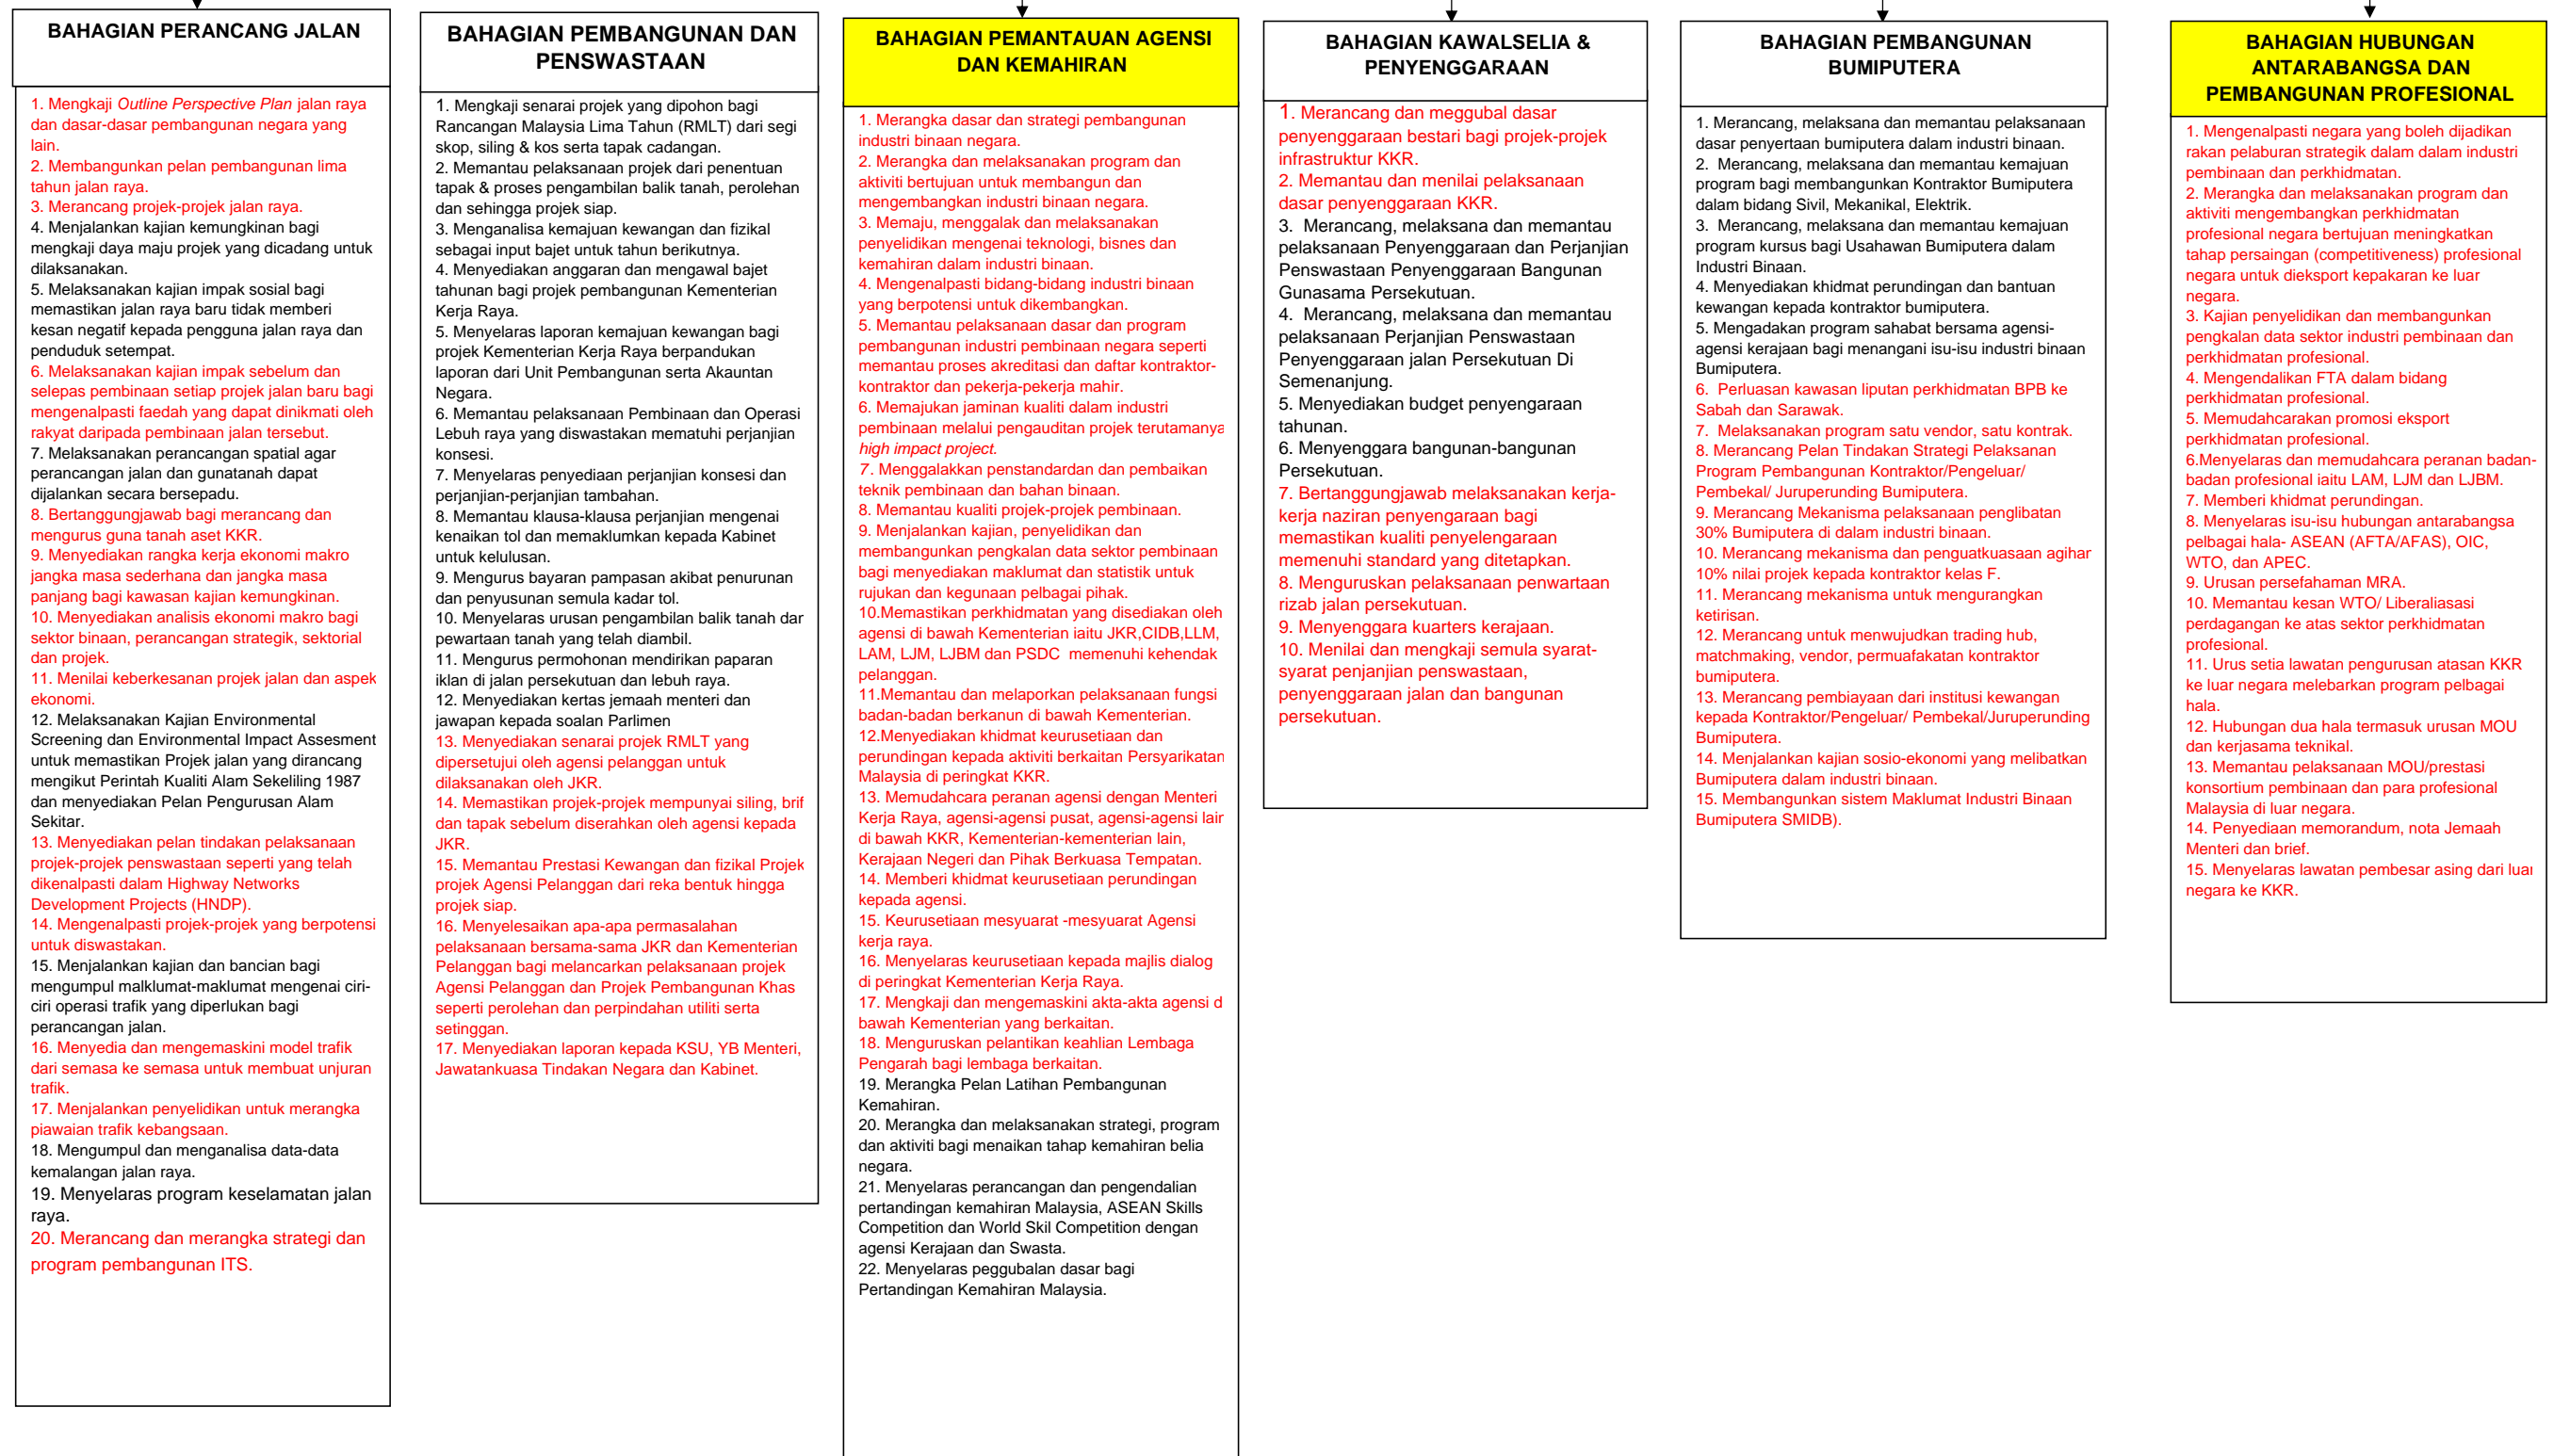 BAHAGIAN PERANCANG JALAN
1. Mengkaji Outline Perspective Plan jalan raya
dan dasar-dasar pembangunan negara yang
lain.
2. Membangunkan pelan pembangunan lima
tahun jalan raya.
3. Merancang projek-projek jalan raya.
4. Menjalankan kajian kemungkinan bagi
mengkaji daya maju projek yang dicadang untuk
dilaksanakan.
5. Melaksanakan kajian impak sosial bagi
memastikan jalan raya baru tidak memberi
kesan negatif kepada pengguna jalan raya dan
penduduk setempat.
6. Melaksanakan kajian impak sebelum dan
selepas pembinaan setiap projek jalan baru bagi
mengenalpasti faedah yang dapat dinikmati oleh
rakyat daripada pembinaan jalan tersebut.
7. Melaksanakan perancangan spatial agar
perancangan jalan dan gunatanah dapat
dijalankan secara bersepadu.
8. Bertanggungjawab bagi merancang dan
mengurus guna tanah aset KKR.
9. Menyediakan rangka kerja ekonomi makro
jangka masa sederhana dan jangka masa
panjang bagi kawasan kajian kemungkinan.
10. Menyediakan analisis ekonomi makro bagi
sektor binaan, perancangan strategik, sektorial
dan projek.
11. Menilai keberkesanan projek jalan dan aspek
ekonomi.
12. Melaksanakan Kajian Environmental
Screening dan Environmental Impact Assesment
untuk memastikan Projek jalan yang dirancang
mengikut Perintah Kualiti Alam Sekeliling 1987
dan menyediakan Pelan Pengurusan Alam
Sekitar.
13. Menyediakan pelan tindakan pelaksanaan
projek-projek penswastaan seperti yang telah
dikenalpasti dalam Highway Networks
Development Projects (HNDP).
14. Mengenalpasti projek-projek yang berpotensi
untuk diswastakan.
15. Menjalankan kajian dan bancian bagi
mengumpul malklumat-maklumat mengenai ciri-
ciri operasi trafik yang diperlukan bagi
perancangan jalan.
16. Menyedia dan mengemaskini model trafik
dari semasa ke semasa untuk membuat unjuran
trafik.
17. Menjalankan penyelidikan untuk merangka
piawaian trafik kebangsaan.
18. Mengumpul dan menganalisa data-data
kemalangan jalan raya.
19. Menyelaras program keselamatan jalan
raya.
20. Merancang dan merangka strategi dan
program pembangunan ITS.
BAHAGIAN PEMBANGUNAN DAN
PENSWASTAAN
1. Mengkaji senarai projek yang dipohon bagi
Rancangan Malaysia Lima Tahun (RMLT) dari segi
skop, siling & kos serta tapak cadangan.
2. Memantau pelaksanaan projek dari penentuan
tapak & proses pengambilan balik tanah, perolehan
dan sehingga projek siap.
3. Menganalisa kemajuan kewangan dan fizikal
sebagai input bajet untuk tahun berikutnya.
4. Menyediakan anggaran dan mengawal bajet
tahunan bagi projek pembangunan Kementerian
Kerja Raya.
5. Menyelaras laporan kemajuan kewangan bagi
projek Kementerian Kerja Raya berpandukan
laporan dari Unit Pembangunan serta Akauntan
Negara.
6. Memantau pelaksanaan Pembinaan dan Operasi
Lebuh raya yang diswastakan mematuhi perjanjian
konsesi.
7. Menyelaras penyediaan perjanjian konsesi dan
perjanjian-perjanjian tambahan.
8. Memantau klausa-klausa perjanjian mengenai
kenaikan tol dan memaklumkan kepada Kabinet
untuk kelulusan.
9. Mengurus bayaran pampasan akibat penurunan
dan penyusunan semula kadar tol.
10. Menyelaras urusan pengambilan balik tanah dan
pewartaan tanah yang telah diambil.
11. Mengurus permohonan mendirikan paparan
iklan di jalan persekutuan dan lebuh raya.
12. Menyediakan kertas jemaah menteri dan
jawapan kepada soalan Parlimen
13. Menyediakan senarai projek RMLT yang
dipersetujui oleh agensi pelanggan untuk
dilaksanakan oleh JKR.
14. Memastikan projek-projek mempunyai siling, brif
dan tapak sebelum diserahkan oleh agensi kepada
JKR.
15. Memantau Prestasi Kewangan dan fizikal Projek
projek Agensi Pelanggan dari reka bentuk hingga
projek siap.
16. Menyelesaikan apa-apa permasalahan
pelaksanaan bersama-sama JKR dan Kementerian
Pelanggan bagi melancarkan pelaksanaan projek
Agensi Pelanggan dan Projek Pembangunan Khas
seperti perolehan dan perpindahan utiliti serta
setinggan.
17. Menyediakan laporan kepada KSU, YB Menteri,
Jawatankuasa Tindakan Negara dan Kabinet.
BAHAGIAN PEMANTAUAN AGENSI
DAN KEMAHIRAN
1. Merangka dasar dan strategi pembangunan
industri binaan negara.
2. Merangka dan melaksanakan program dan
aktiviti bertujuan untuk membangun dan
mengembangkan industri binaan negara.
3. Memaju, menggalak dan melaksanakan
penyelidikan mengenai teknologi, bisnes dan
kemahiran dalam industri binaan.
4. Mengenalpasti bidang-bidang industri binaan
yang berpotensi untuk dikembangkan.
5. Memantau pelaksanaan dasar dan program
pembangunan industri pembinaan negara seperti
memantau proses akreditasi dan daftar kontraktor-
kontraktor dan pekerja-pekerja mahir.
6. Memajukan jaminan kualiti dalam industri
pembinaan melalui pengauditan projek terutamanya
high impact project.
7. Menggalakkan penstandardan dan pembaikan
teknik pembinaan dan bahan binaan.
8. Memantau kualiti projek-projek pembinaan.
9. Menjalankan kajian, penyelidikan dan
membangunkan pengkalan data sektor pembinaan
bagi menyediakan maklumat dan statistik untuk
rujukan dan kegunaan pelbagai pihak.
10.Memastikan perkhidmatan yang disediakan oleh
agensi di bawah Kementerian iaitu JKR,CIDB,LLM,
LAM, LJM, LJBM dan PSDC memenuhi kehendak
pelanggan.
11.Memantau dan melaporkan pelaksanaan fungsi
badan-badan berkanun di bawah Kementerian.
12.Menyediakan khidmat keurusetiaan dan
perundingan kepada aktiviti berkaitan Persyarikatan
Malaysia di peringkat KKR.
13. Memudahcara peranan agensi dengan Menteri
Kerja Raya, agensi-agensi pusat, agensi-agensi lain
di bawah KKR, Kementerian-kementerian lain,
Kerajaan Negeri dan Pihak Berkuasa Tempatan.
14. Memberi khidmat keurusetiaan perundingan
kepada agensi.
15. Keurusetiaan mesyuarat -mesyuarat Agensi
kerja raya.
16. Menyelaras keurusetiaan kepada majlis dialog
di peringkat Kementerian Kerja Raya.
17. Mengkaji dan mengemaskini akta-akta agensi d
bawah Kementerian yang berkaitan.
18. Menguruskan pelantikan keahlian Lembaga
Pengarah bagi lembaga berkaitan.
19. Merangka Pelan Latihan Pembangunan
Kemahiran.
20. Merangka dan melaksanakan strategi, program
dan aktiviti bagi menaikan tahap kemahiran belia
negara.
21. Menyelaras perancangan dan pengendalian
pertandingan kemahiran Malaysia, ASEAN Skills
Competition dan World Skil Competition dengan
agensi Kerajaan dan Swasta.
22. Menyelaras peggubalan dasar bagi
Pertandingan Kemahiran Malaysia.
BAHAGIAN KAWALSELIA &
PENYENGGARAAN
1. Merancang dan meggubal dasar
penyenggaraan bestari bagi projek-projek
infrastruktur KKR.
2. Memantau dan menilai pelaksanaan
dasar penyenggaraan KKR.
3. Merancang, melaksana dan memantau
pelaksanaan Penyenggaraan dan Perjanjian
Penswastaan Penyenggaraan Bangunan
Gunasama Persekutuan.
4. Merancang, melaksana dan memantau
pelaksanaan Perjanjian Penswastaan
Penyenggaraan jalan Persekutuan Di
Semenanjung.
5. Menyediakan budget penyengaraan
tahunan.
6. Menyenggara bangunan-bangunan
Persekutuan.
7. Bertanggungjawab melaksanakan kerja-
kerja naziran penyengaraan bagi
memastikan kualiti penyelengaraan
memenuhi standard yang ditetapkan.
8. Menguruskan pelaksanaan penwartaan
rizab jalan persekutuan.
9. Menyenggara kuarters kerajaan.
10. Menilai dan mengkaji semula syarat-
syarat penjanjian penswastaan,
penyenggaraan jalan dan bangunan
persekutuan.
BAHAGIAN PEMBANGUNAN
BUMIPUTERA
1. Merancang, melaksana dan memantau pelaksanaan
dasar penyertaan bumiputera dalam industri binaan.
2. Merancang, melaksana dan memantau kemajuan
program bagi membangunkan Kontraktor Bumiputera
dalam bidang Sivil, Mekanikal, Elektrik.
3. Merancang, melaksana dan memantau kemajuan
program kursus bagi Usahawan Bumiputera dalam
Industri Binaan.
4. Menyediakan khidmat perundingan dan bantuan
kewangan kepada kontraktor bumiputera.
5. Mengadakan program sahabat bersama agensi-
agensi kerajaan bagi menangani isu-isu industri binaan
Bumiputera.
6. Perluasan kawasan liputan perkhidmatan BPB ke
Sabah dan Sarawak.
7. Melaksanakan program satu vendor, satu kontrak.
8. Merancang Pelan Tindakan Strategi Pelaksanan
Program Pembangunan Kontraktor/Pengeluar/
Pembekal/ Juruperunding Bumiputera.
9. Merancang Mekanisma pelaksanaan penglibatan
30% Bumiputera di dalam industri binaan.
10. Merancang mekanisma dan penguatkuasaan agihan
10% nilai projek kepada kontraktor kelas F.
11. Merancang mekanisma untuk mengurangkan
ketirisan.
12. Merancang untuk menwujudkan trading hub,
matchmaking, vendor, permuafakatan kontraktor
bumiputera.
13. Merancang pembiayaan dari institusi kewangan
kepada Kontraktor/Pengeluar/ Pembekal/Juruperunding
Bumiputera.
14. Menjalankan kajian sosio-ekonomi yang melibatkan
Bumiputera dalam industri binaan.
15. Membangunkan sistem Maklumat Industri Binaan
Bumiputera SMIDB).
BAHAGIAN HUBUNGAN
ANTARABANGSA DAN
PEMBANGUNAN PROFESIONAL
1. Mengenalpasti negara yang boleh dijadikan
rakan pelaburan strategik dalam dalam industri
pembinaan dan perkhidmatan.
2. Merangka dan melaksanakan program dan
aktiviti mengembangkan perkhidmatan
profesional negara bertujuan meningkatkan
tahap persaingan (competitiveness) profesional
negara untuk dieksport kepakaran ke luar
negara.
3. Kajian penyelidikan dan membangunkan
pengkalan data sektor industri pembinaan dan
perkhidmatan profesional.
4. Mengendalikan FTA dalam bidang
perkhidmatan profesional.
5. Memudahcarakan promosi eksport
perkhidmatan profesional.
6.Menyelaras dan memudahcara peranan badan-
badan profesional iaitu LAM, LJM dan LJBM.
7. Memberi khidmat perundingan.
8. Menyelaras isu-isu hubungan antarabangsa
pelbagai hala- ASEAN (AFTA/AFAS), OIC,
WTO, dan APEC.
9. Urusan persefahaman MRA.
10. Memantau kesan WTO/ Liberaliasasi
perdagangan ke atas sektor perkhidmatan
profesional.
11. Urus setia lawatan pengurusan atasan KKR
ke luar negara melebarkan program pelbagai
hala.
12. Hubungan dua hala termasuk urusan MOU
dan kerjasama teknikal.
13. Memantau pelaksanaan MOU/prestasi
konsortium pembinaan dan para profesional
Malaysia di luar negara.
14. Penyediaan memorandum, nota Jemaah
Menteri dan brief.
15. Menyelaras lawatan pembesar asing dari luar
negara ke KKR.